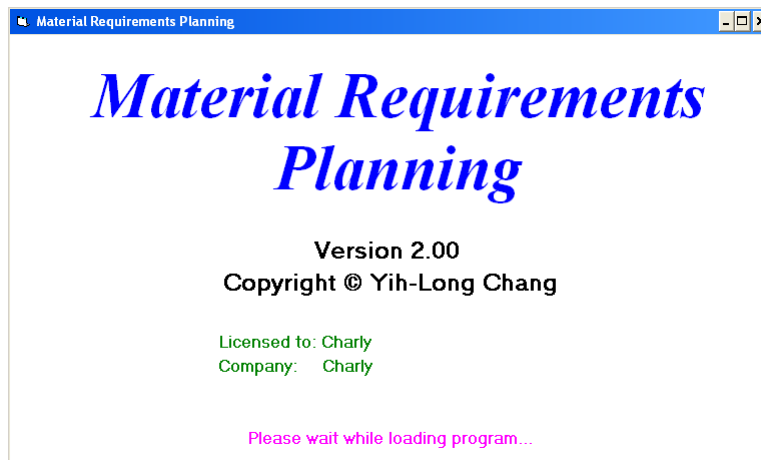 Material Requirements Planning
Material Requirements
Planning
Version 2.00
Copyright © Yih-Long Chang
Licensed to: Charly
Company: Charly
Please wait while loading program...